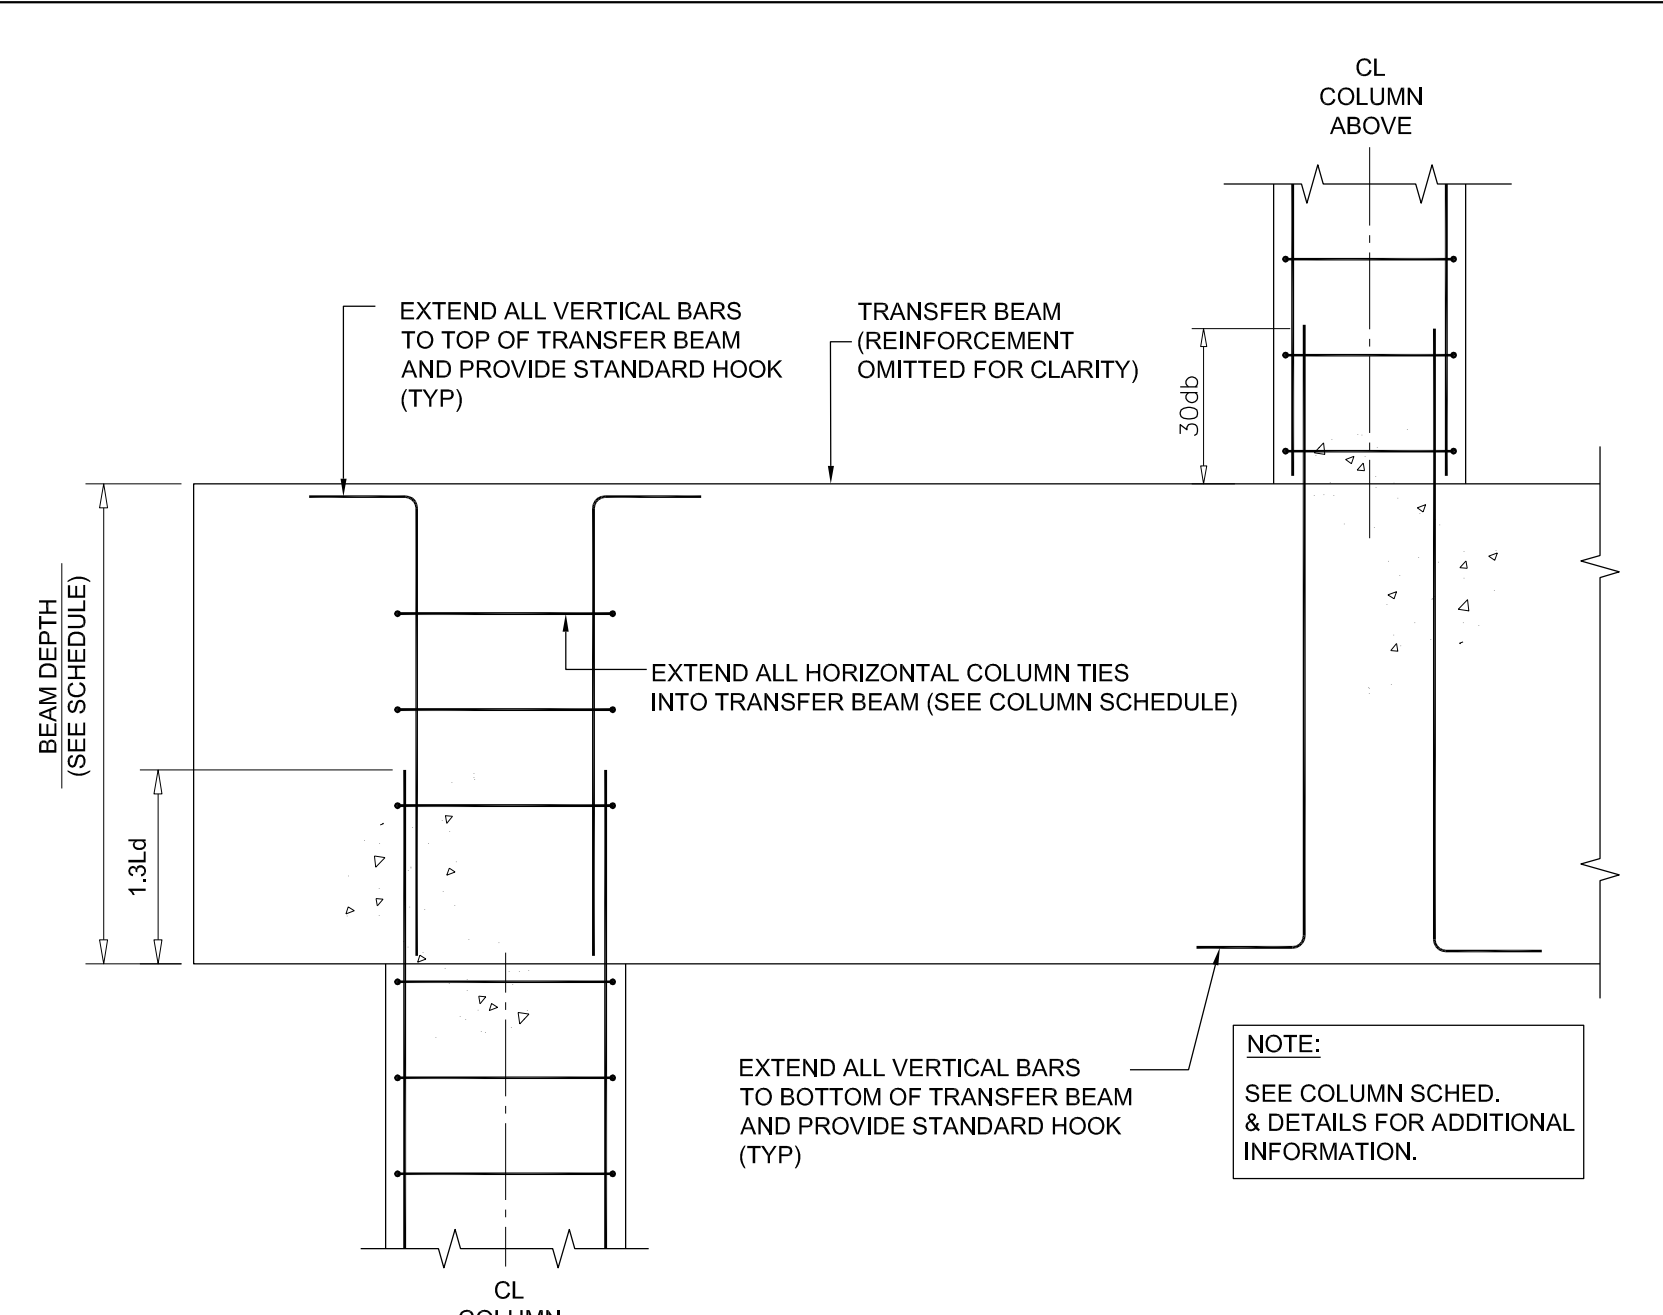 CL
COLUMN
ABOVE
EXTEND ALL VERTICAL BARS
TO TOP OF TRANSFER BEAM
AND PROVIDE STANDARD HOOK
(TYP)
TRANSFER BEAM
(REINFORCEMENT
OMITTED FOR CLARITY)
30db
BEAM DEPTH
(SEE SCHEDULE)
EXTEND ALL HORIZONTAL COLUMN TIES
INTO TRANSFER BEAM (SEE COLUMN SCHEDULE)
1.3Ld
EXTEND ALL VERTICAL BARS
TO BOTTOM OF TRANSFER BEAM
AND PROVIDE STANDARD HOOK
(TYP)
NOTE:
SEE COLUMN SCHED.
& DETAILS FOR ADDITIONAL
INFORMATION.
CL
COLUMN